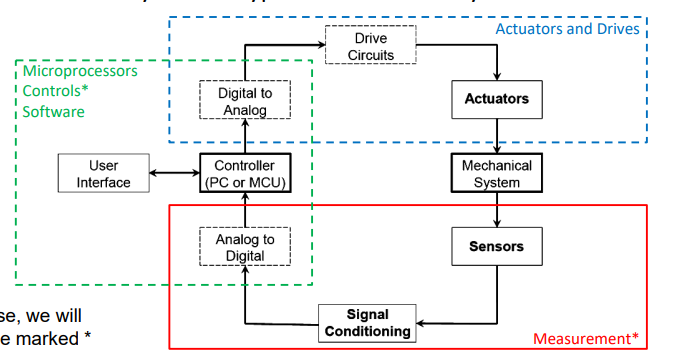 Drive
Circuits
Actuators and Drives
Microprocessors
Controls*
Software
Digital to
Analog
Actuators
User
Interface
Controller
(PC or MCU)
Mechanical
System
Analog to
Digital
Sensors
Signal
Conditioning
se, we will
e marked *
Measurement*